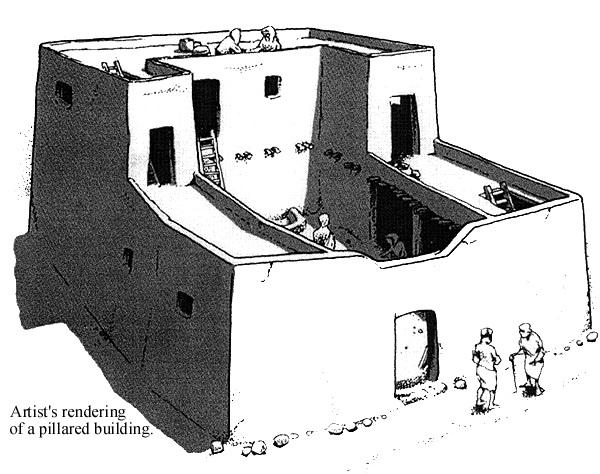 Artist's rendering
of a pillared building.